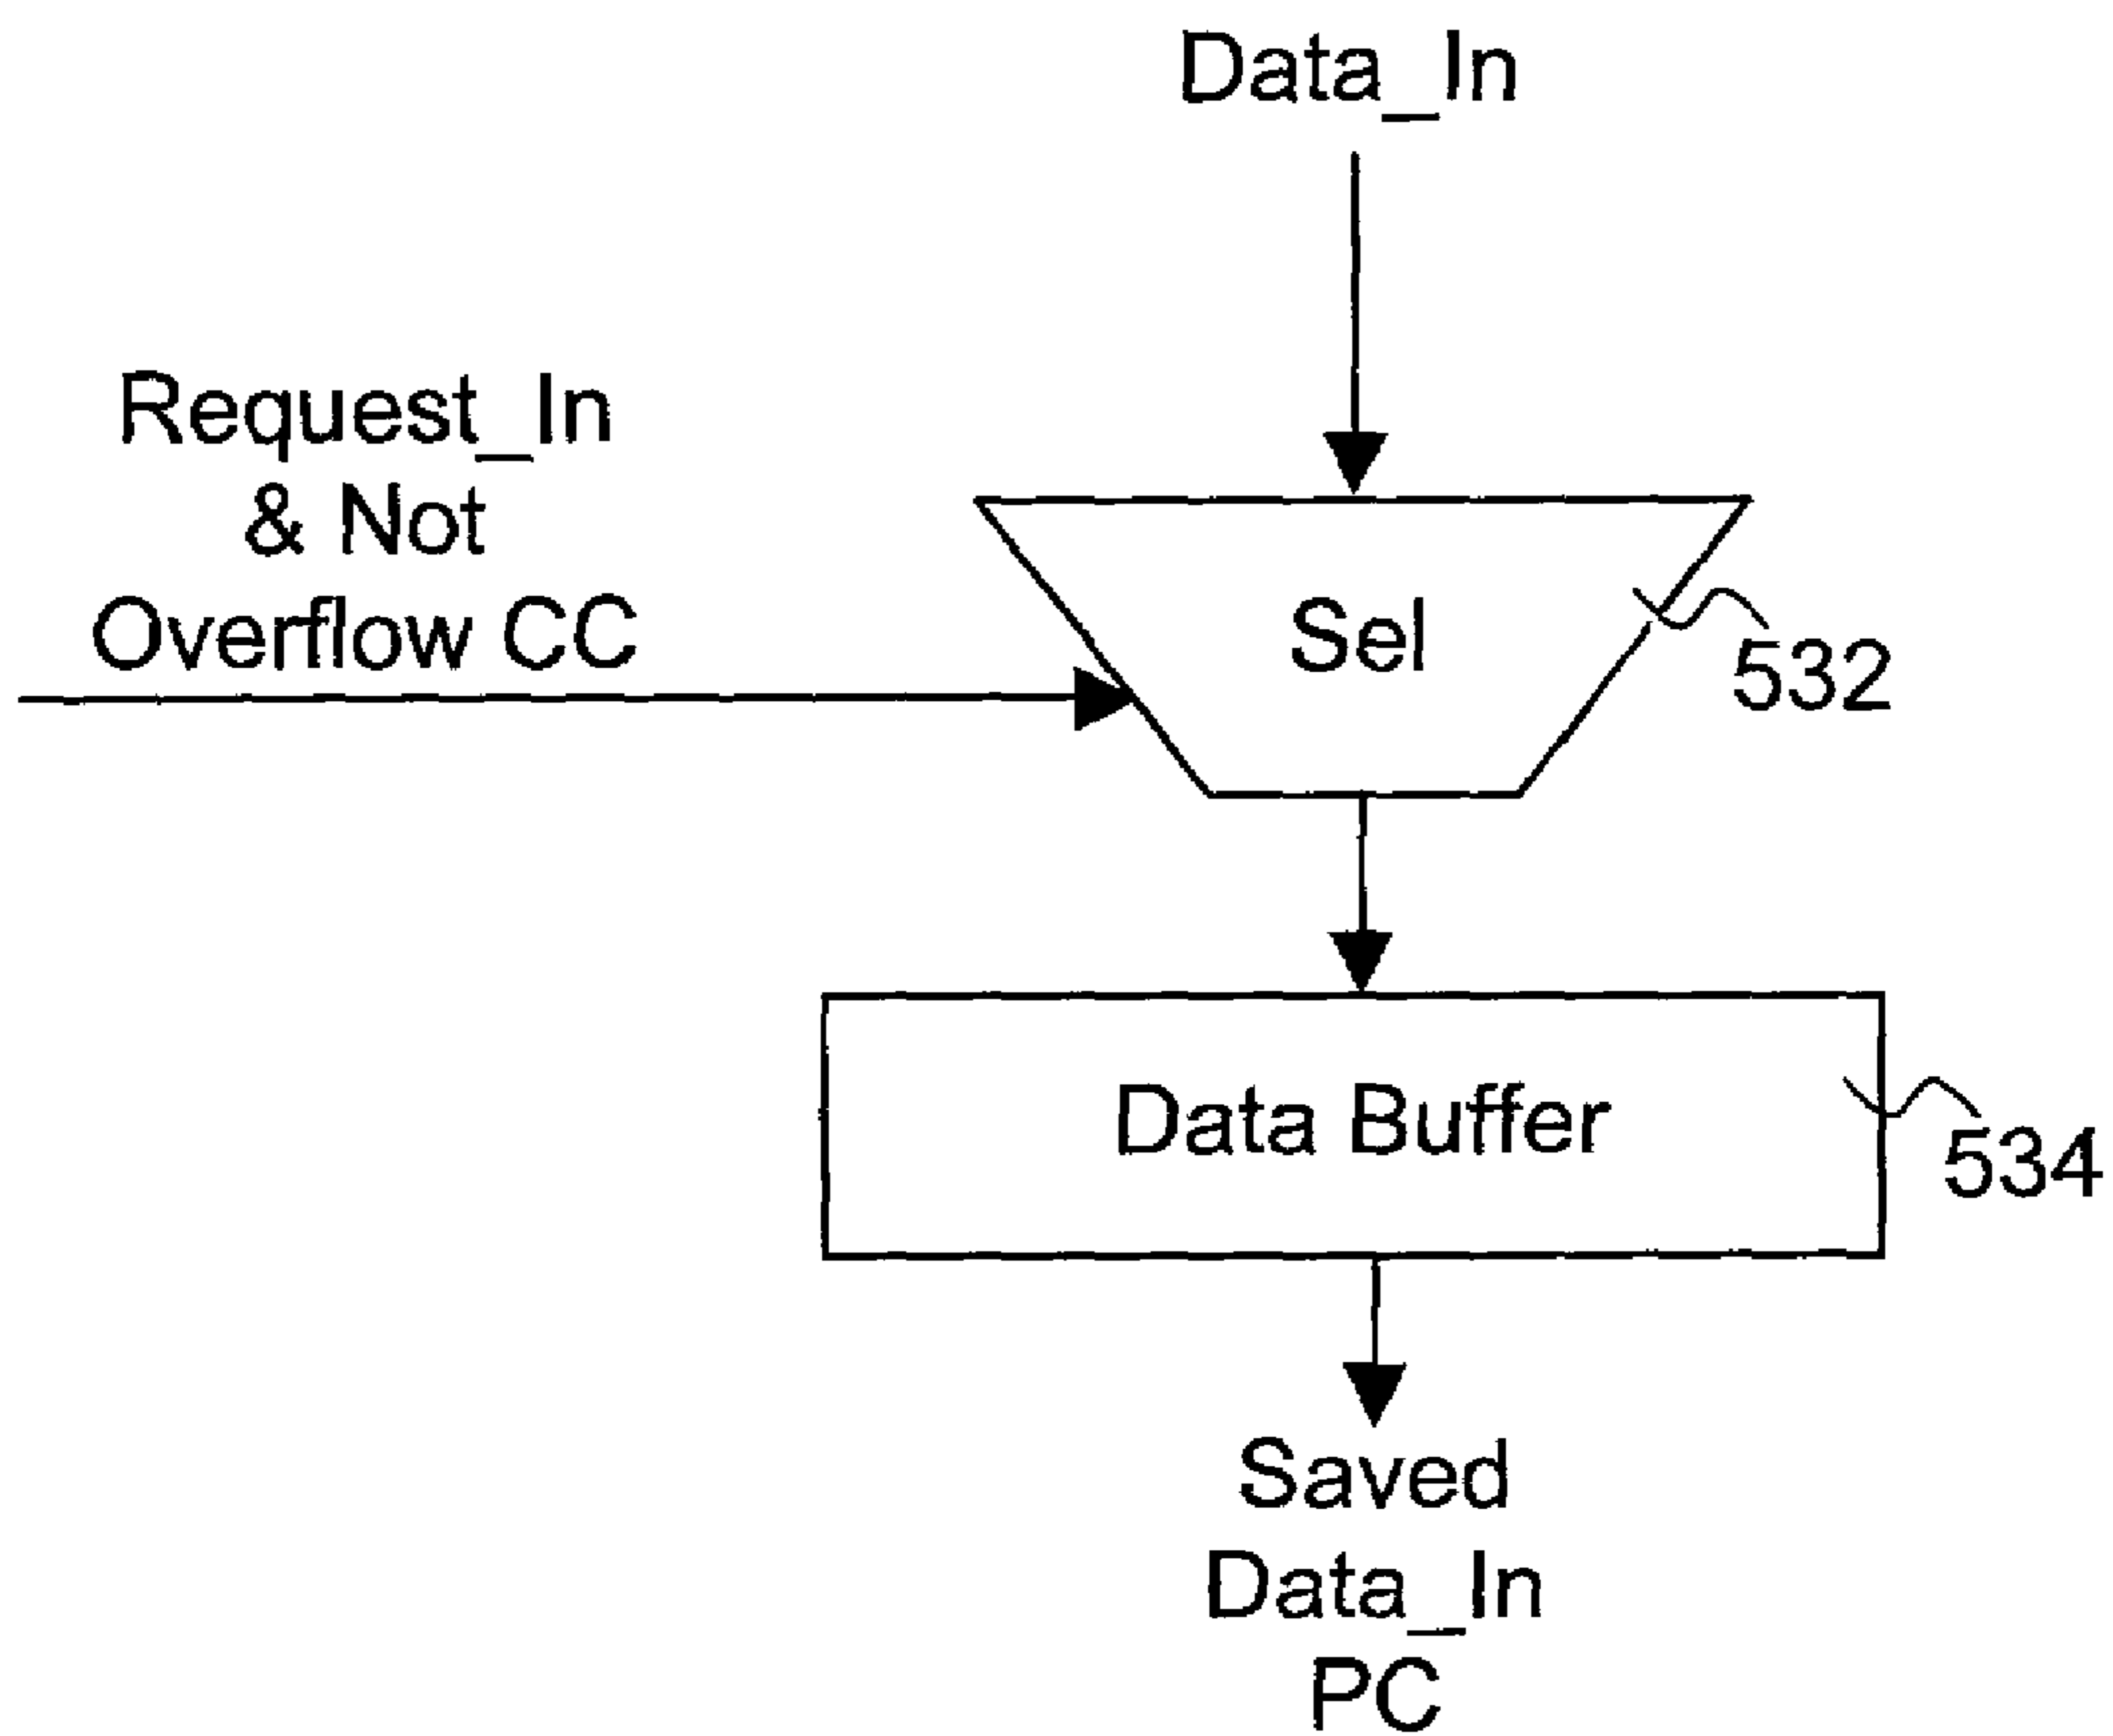 Data_In
Request_In
& Not
Overflow CC
Sel
532
Data Buffer
534
Saved
Data_In
PC